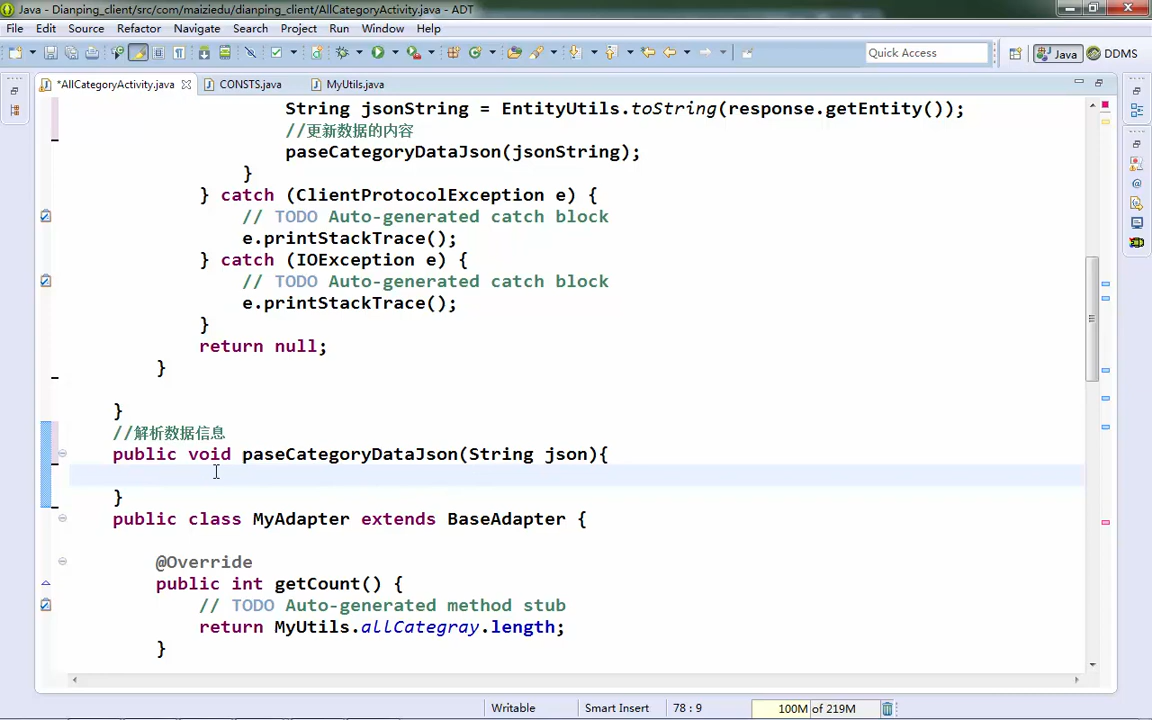 Java - Dianping_client/src/com/maiziedu/dianping_client/AllCategoryActivity.java - ADT
File Edit Source Refactor Navigate Search Project Run Window Help
Quick Access Java DDMS
*AllCategoryActivity.java CONSTS.java MyUtils.java
String jsonString = EntityUtils.toString(response.getEntity());
//更新数据的内容
paseCategoryDataJson(jsonString);
}
} catch (ClientProtocolException e) {
// TODO Auto-generated catch block
e.printStackTrace();
} catch (IOException e) {
// TODO Auto-generated catch block
e.printStackTrace();
}
return null;
}
}
//解析数据信息
public void paseCategoryDataJson(String json){
}
public class MyAdapter extends BaseAdapter {
@Override
public int getCount() {
// TODO Auto-generated method stub
return MyUtils.allCategray.length;
}
Writable Smart Insert 78 : 9 100M of 219M